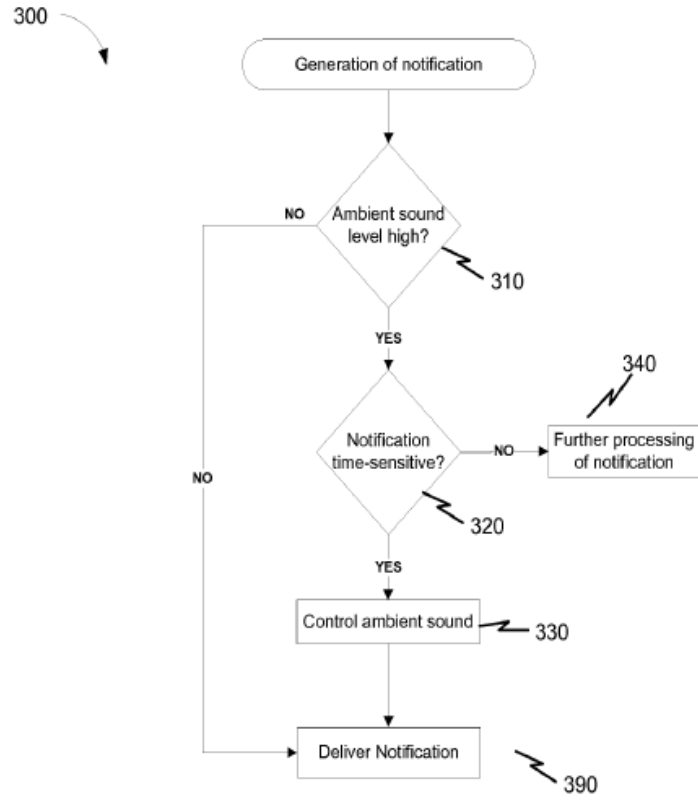 300
Generation of notification
NO
Ambient sound
level high?
310
YES
340
Notification
time-sensitive?
NO
Further processing
of notification
NO
320
YES
Control ambient sound
330
Deliver Notification
390